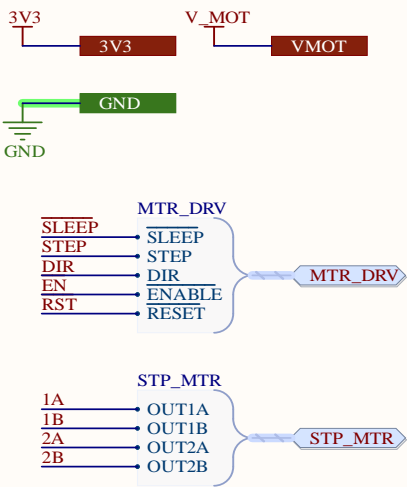 3V3 V_MOT
3V3 VMOT
GND
GND
MTR_DRV
SLEEP SLEEP
STEP STEP
DIR DIR MTR_DRV
EN ENABLE
RST RESET
STP_MTR
1A OUT1A
1B OUT1B
2A OUT2A STP_MTR
2B OUT2B